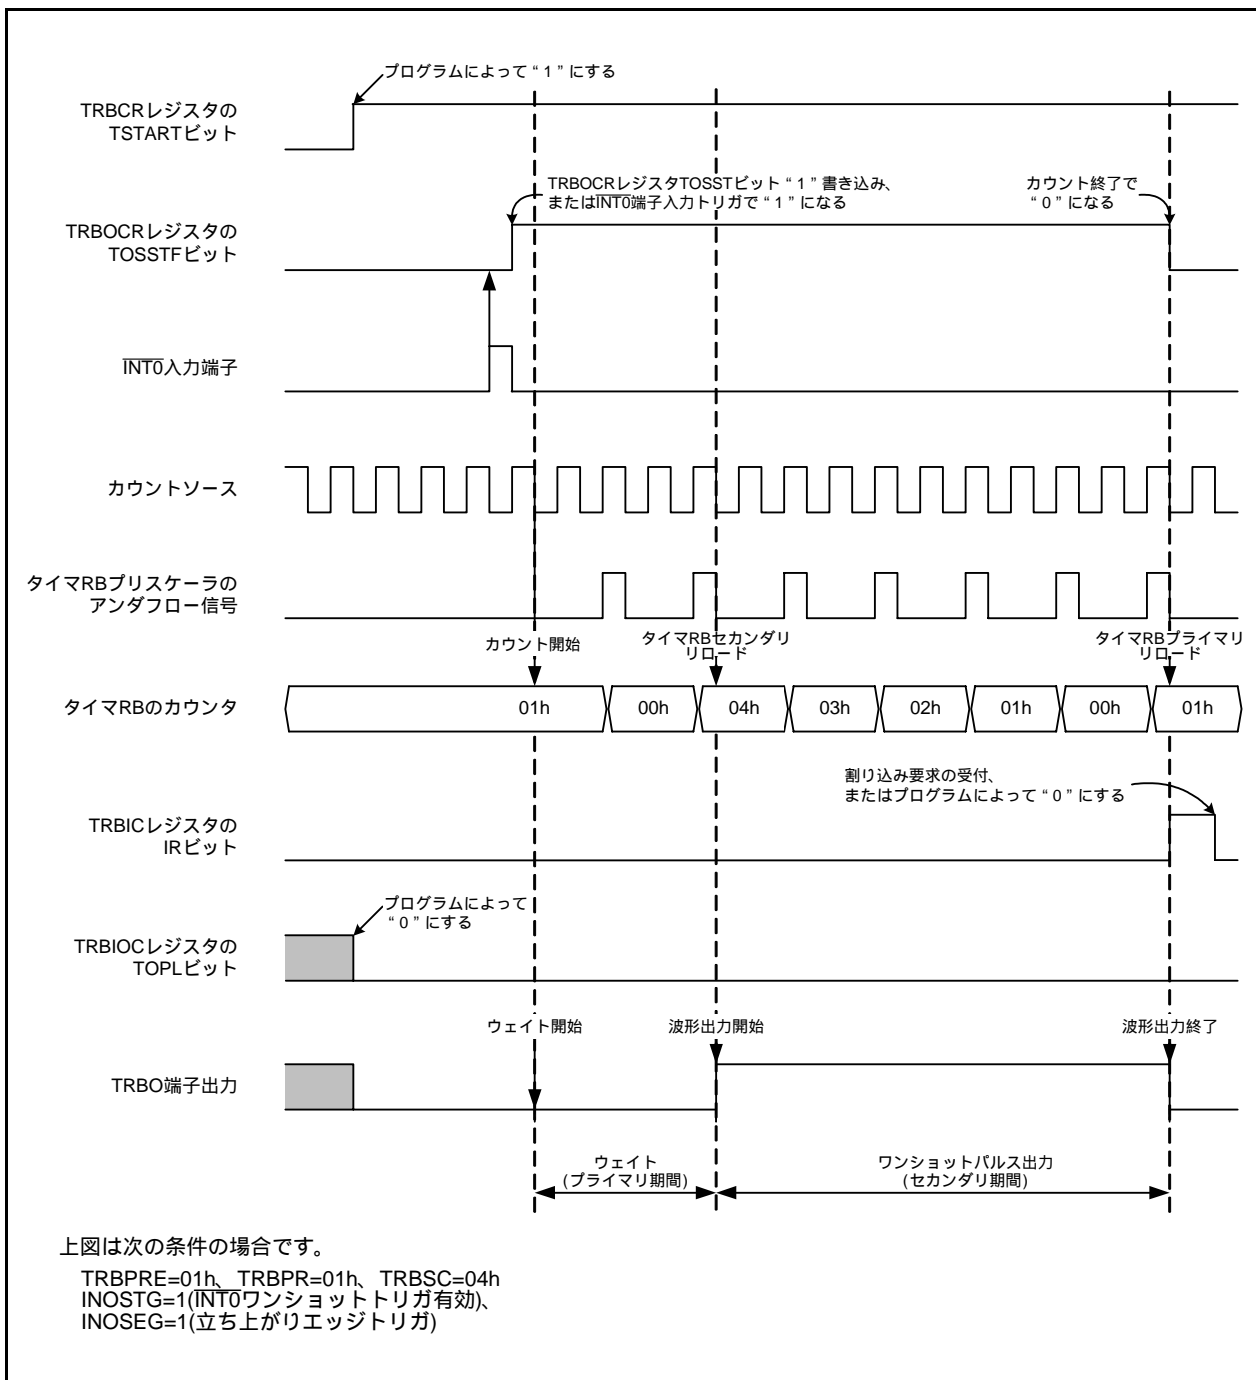 プログラムによって“1”にする
TRBCRレジスタの
TSTARTビット
TRBOCRレジスタTOSSTビット“1”書き込み、
またはINT0端子入力トリガで“1”になる
カウント終了で
“0”になる
TRBOCRレジスタの
TOSSTFビット
INT0入力端子
カウントソース
タイマRBプリスケーラの
アンダフロー信号
カウント開始
タイマRBセカンダリ
リロード
タイマRBプライマリ
リロード
タイマRBのカウンタ
01h 00h 04h 03h 02h 01h 00h 01h
割り込み要求の受付、
またはプログラムによって“0”にする
TRBICレジスタの
IRビット
プログラムによって
“0”にする
TRBIOCレジスタの
TOPLビット
ウェイト開始
波形出力開始
波形出力終了
TRBO端子出力
ウェイト
(プライマリ期間)
ワンショットパルス出力
(セカンダリ期間)
上図は次の条件の場合です。
TRBPRE=01h、TRBPR=01h、TRBSC=04h
INOSTG=1(INT0ワンショットトリガ有効)、
INOSEG=1(立ち上がりエッジトリガ)